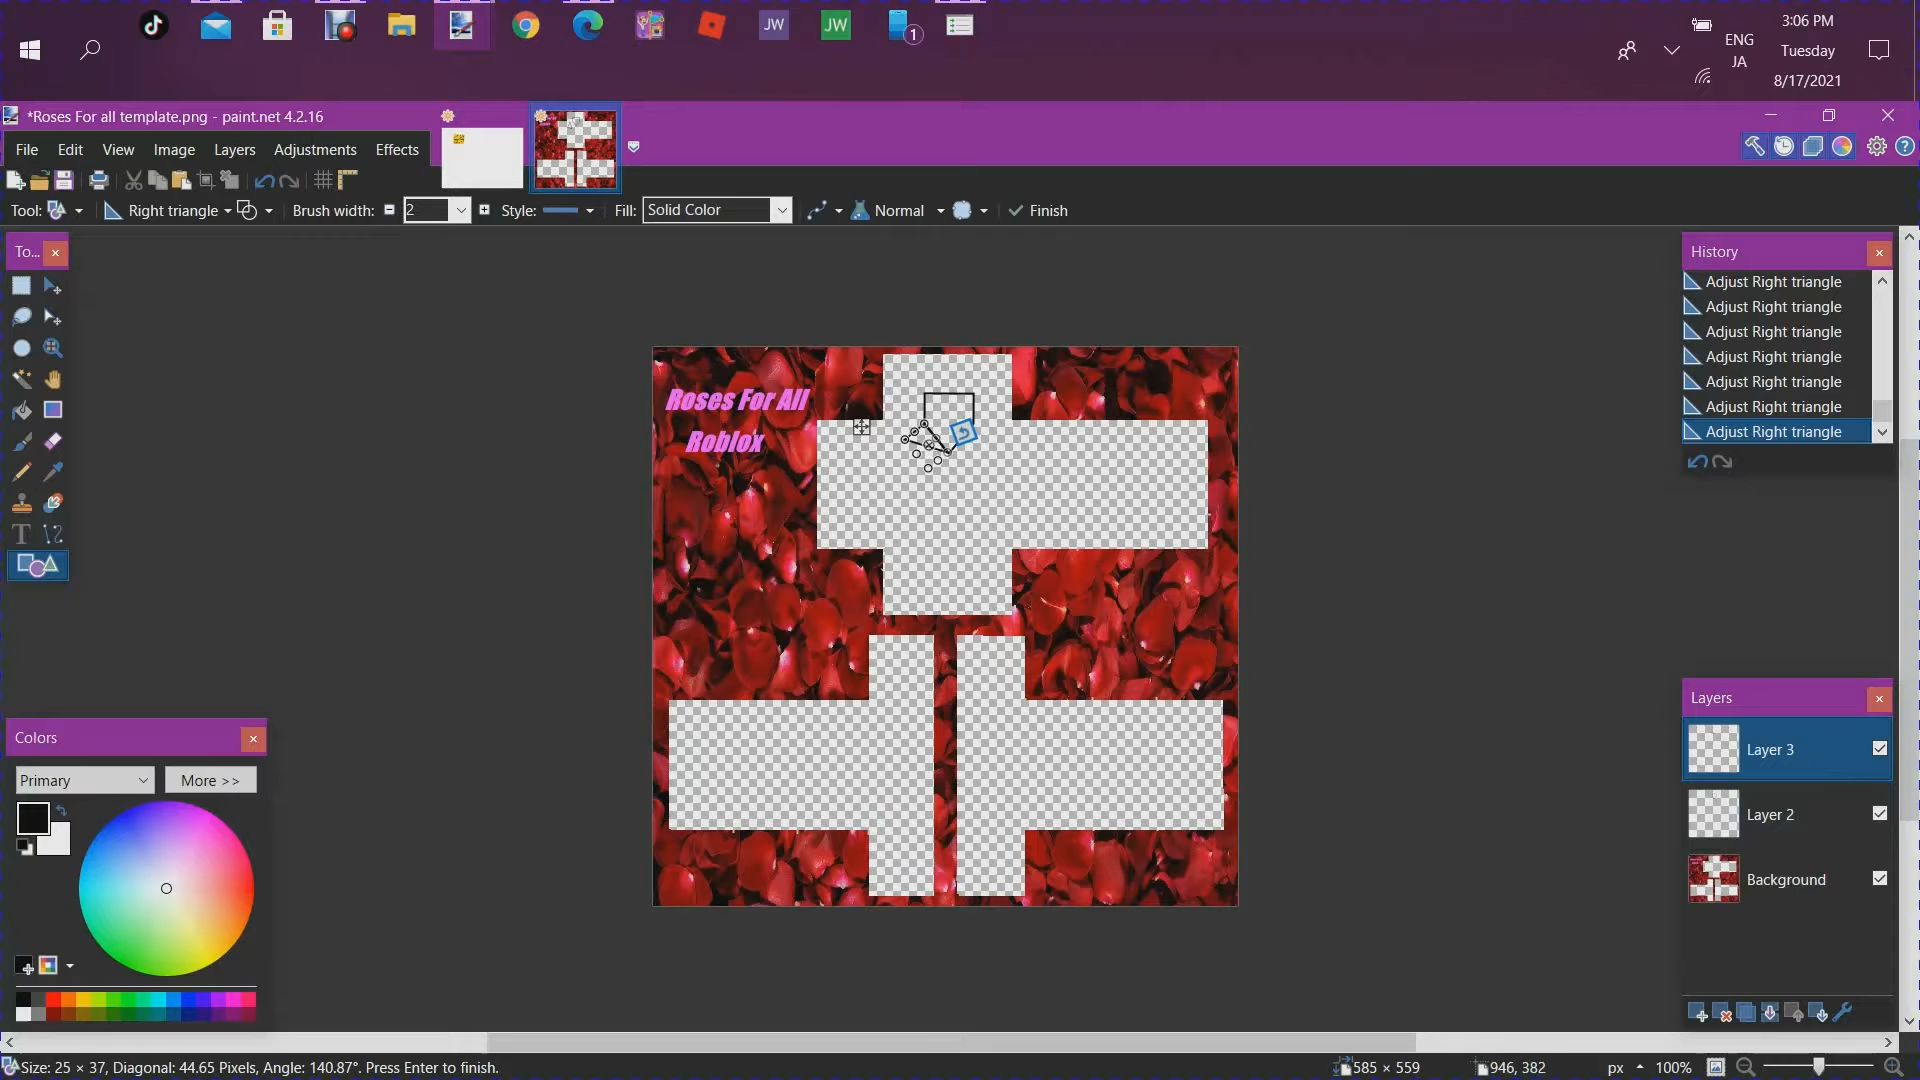 3:06 PM
ENG
Tuesday
JA
8/17/2021
JW
JW
1
*Roses For all template.png - paint.net 4.2.16
File Edit View Image Layers Adjustments Effects
Tool: Right triangle Brush width: 2 Style: Fill: Solid Color Normal Finish
To...
History
Adjust Right triangle
Adjust Right triangle
Adjust Right triangle
Adjust Right triangle
Adjust Right triangle
Adjust Right triangle
Adjust Right triangle
Roses For All
Roblox
Layers
Layer 3
Layer 2
Background
Colors
Primary
More >>
Size: 25 × 37, Diagonal: 44.65 Pixels, Angle: 140.87°. Press Enter to finish.
585 × 559
946, 382
px
100%